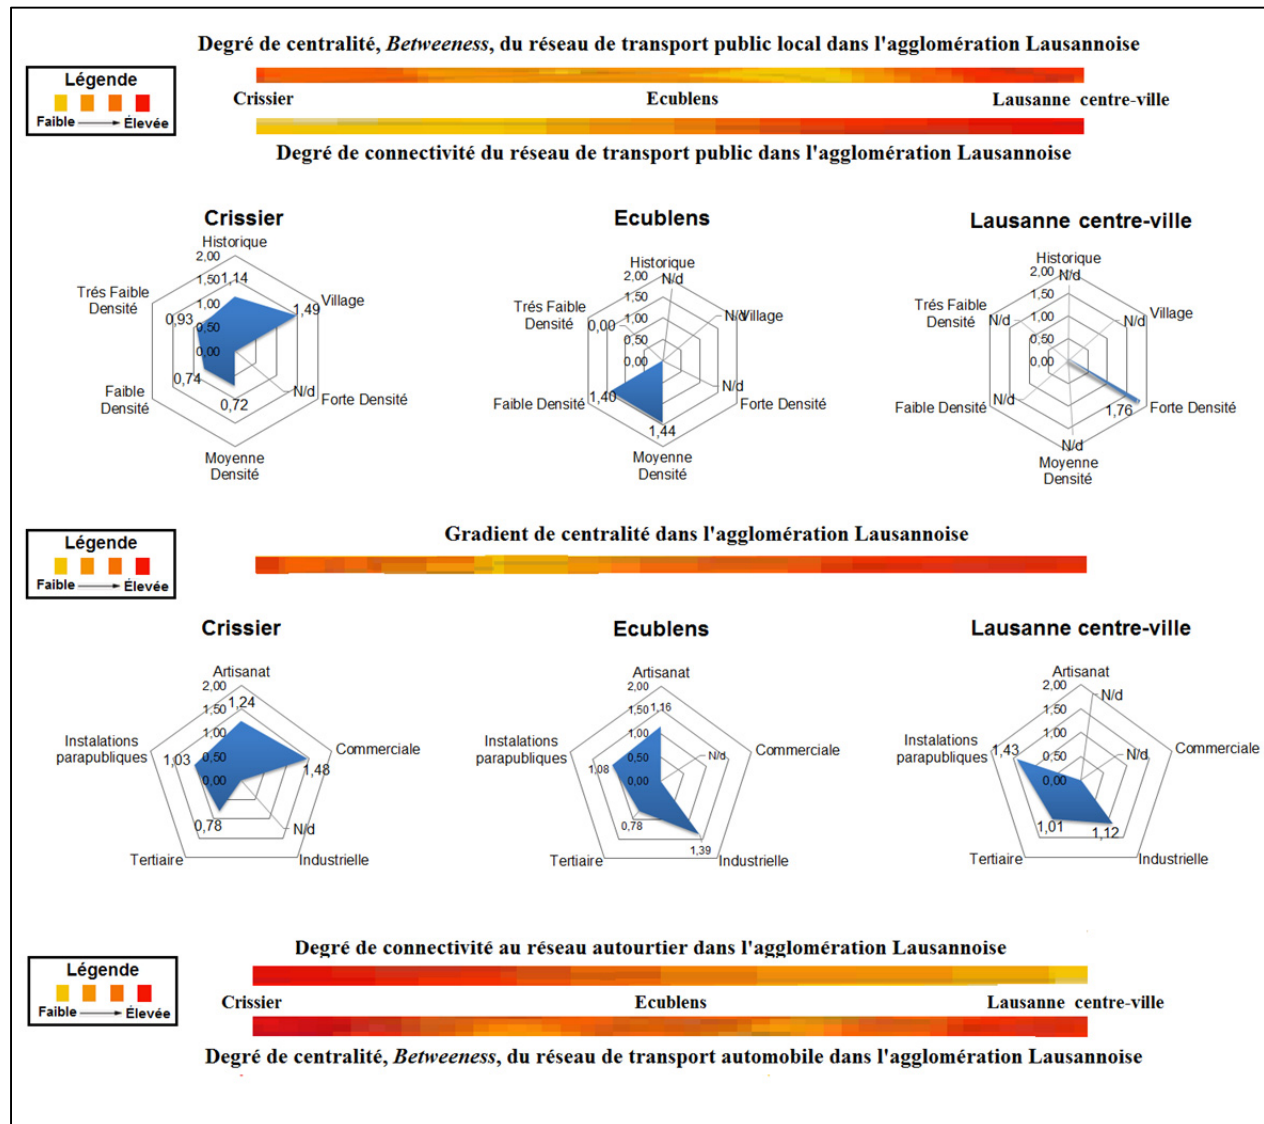 Degré de centralité, Betweeness, du réseau de transport public local dans l'agglomération Lausannoise
Légende
Faible Élevée
Crissier Ecublens Lausanne centre-ville
Degré de connectivité du réseau de transport public dans l'agglomération Lausannoise
Crissier
Historique
2,00
1,50
1,00
0,50
0,00
1,14
Village
1,49
N/d
Forte Densité
0,72
Moyenne
Densité
0,74
Faible
Densité
0,93
Trés Faible
Densité
Ecublens
Historique
2,00
1,50
1,00
0,50
0,00
N/d
N/d
Village
N/d
Forte Densité
1,44
Moyenne
Densité
1,40
Faible Densité
0,00
Trés Faible
Densité
Lausanne centre-ville
Historique
2,00
1,50
1,00
0,50
0,00
N/d
Village
N/d
1,76
Forte Densité
N/d
Moyenne
Densité
N/d
Faible Densité
N/d
Trés Faible
Densité
Légende
Faible Élevée
Gradient de centralité dans l'agglomération Lausannoise
Crissier
Artisanat
2,00
1,50
1,00
0,50
0,00
1,24
Commerciale
1,48
N/d
Industrielle
0,78
Tertiaire
1,03
Instalations
parapubliques
Ecublens
Artisanat
2,00
1,50
1,00
0,50
0,00
1,16
Commerciale
N/d
1,39
Industrielle
0,78
Tertiaire
1,08
Instalations
parapubliques
Lausanne centre-ville
Artisanat
2,00
1,50
1,00
0,50
0,00
N/d
Commerciale
N/d
1,12
Industrielle
1,01
Tertiaire
1,43
Instalations
parapubliques
Degré de connectivité au réseau autourtier dans l'agglomération Lausannoise
Légende
Faible Élevée
Crissier Ecublens Lausanne centre-ville
Degré de centralité, Betweeness, du réseau de transport automobile dans l'agglomération Lausannoise